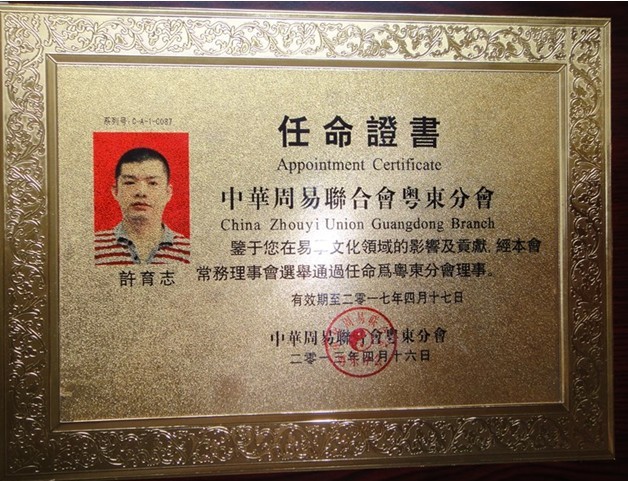 系列号:C-A-1-C087
任命證書
Appointment Certificate
中華周易聯合會粵東分會
China Zhouyi Union Guangdong Branch
鑒于您在易學文化領域的影響及貢獻,經本會
常務理事會選舉通過任命爲粵東分會理事。
許育志
有效期至二零一七年四月十七日
中華周易聯合會粵東分會
二零一三年四月十六日